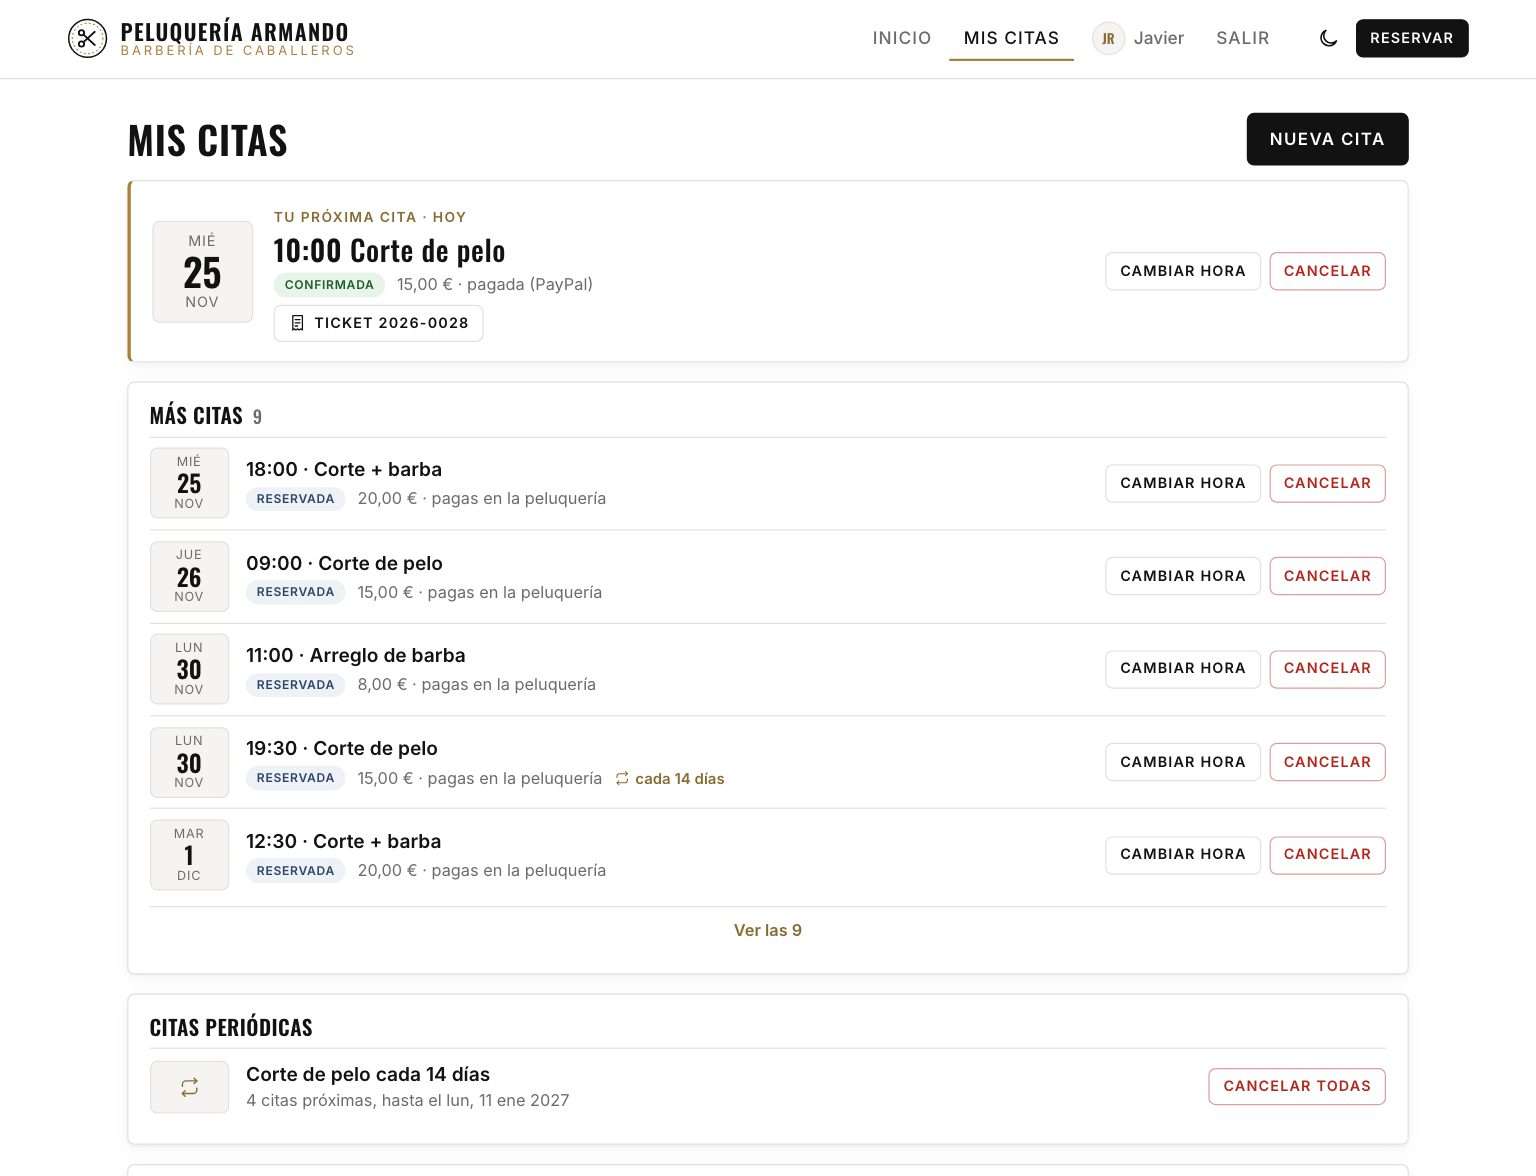 PELUQUERÍA ARMANDO
BARBERÍA DE CABALLEROS
INICIO
MIS CITAS
JR
Javier
SALIR
RESERVAR
MIS CITAS
NUEVA CITA
MIÉ
25
NOV
TU PRÓXIMA CITA · HOY
10:00 Corte de pelo
CONFIRMADA 15,00 € · pagada (PayPal)
TICKET 2026-0028
CAMBIAR HORA
CANCELAR
MÁS CITAS 9
MIÉ
25
NOV
18:00 · Corte + barba
RESERVADA 20,00 € · pagas en la peluquería
CAMBIAR HORA
CANCELAR
JUE
26
NOV
09:00 · Corte de pelo
RESERVADA 15,00 € · pagas en la peluquería
CAMBIAR HORA
CANCELAR
LUN
30
NOV
11:00 · Arreglo de barba
RESERVADA 8,00 € · pagas en la peluquería
CAMBIAR HORA
CANCELAR
LUN
30
NOV
19:30 · Corte de pelo
RESERVADA 15,00 € · pagas en la peluquería cada 14 días
CAMBIAR HORA
CANCELAR
MAR
1
DIC
12:30 · Corte + barba
RESERVADA 20,00 € · pagas en la peluquería
CAMBIAR HORA
CANCELAR
Ver las 9
CITAS PERIÓDICAS
Corte de pelo cada 14 días
4 citas próximas, hasta el lun, 11 ene 2027
CANCELAR TODAS